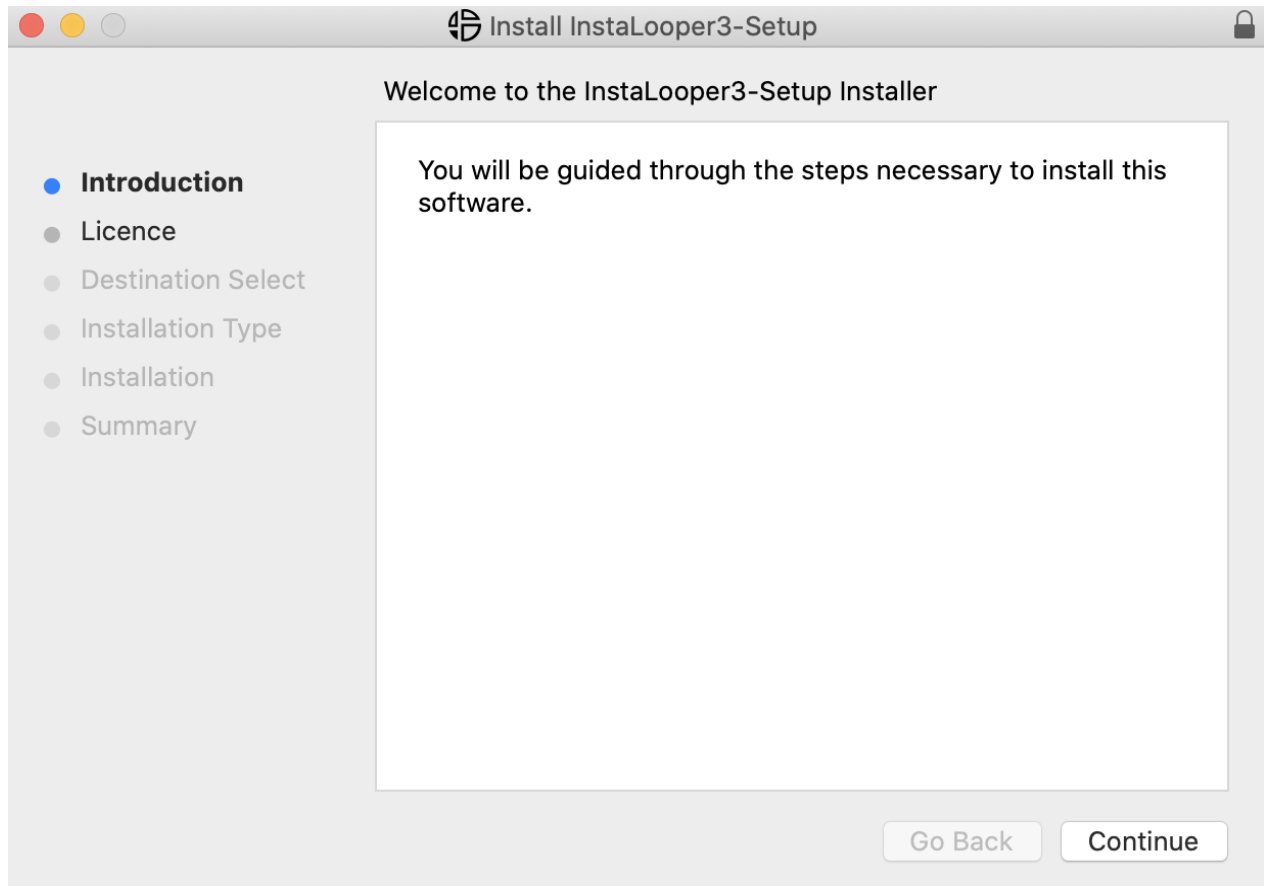 Install InstaLooper3-Setup
Welcome to the InstaLooper3-Setup Installer
Introduction
Licence
Destination Select
Installation Type
Installation
Summary
You will be guided through the steps necessary to install this
software.
Go Back
Continue